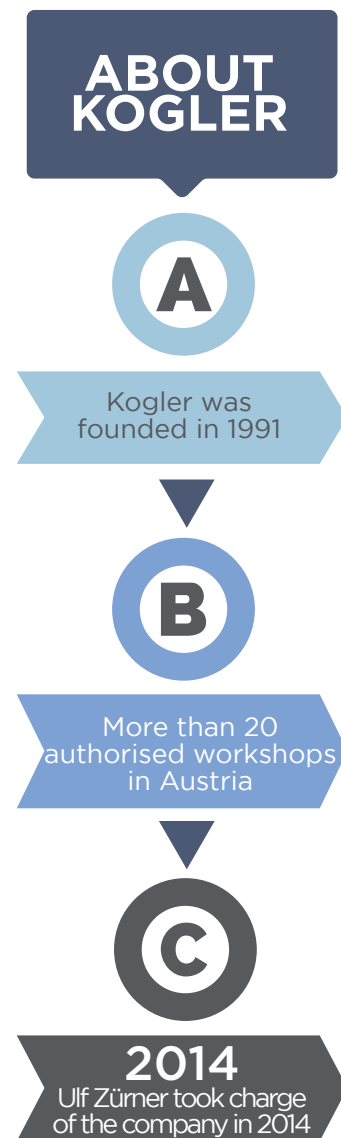 ABOUT
KOGLER
A
Kogler was
founded in 1991
B
More than 20
authorised workshops
in Austria
C
2014
Ulf Zürner took charge
of the company in 2014